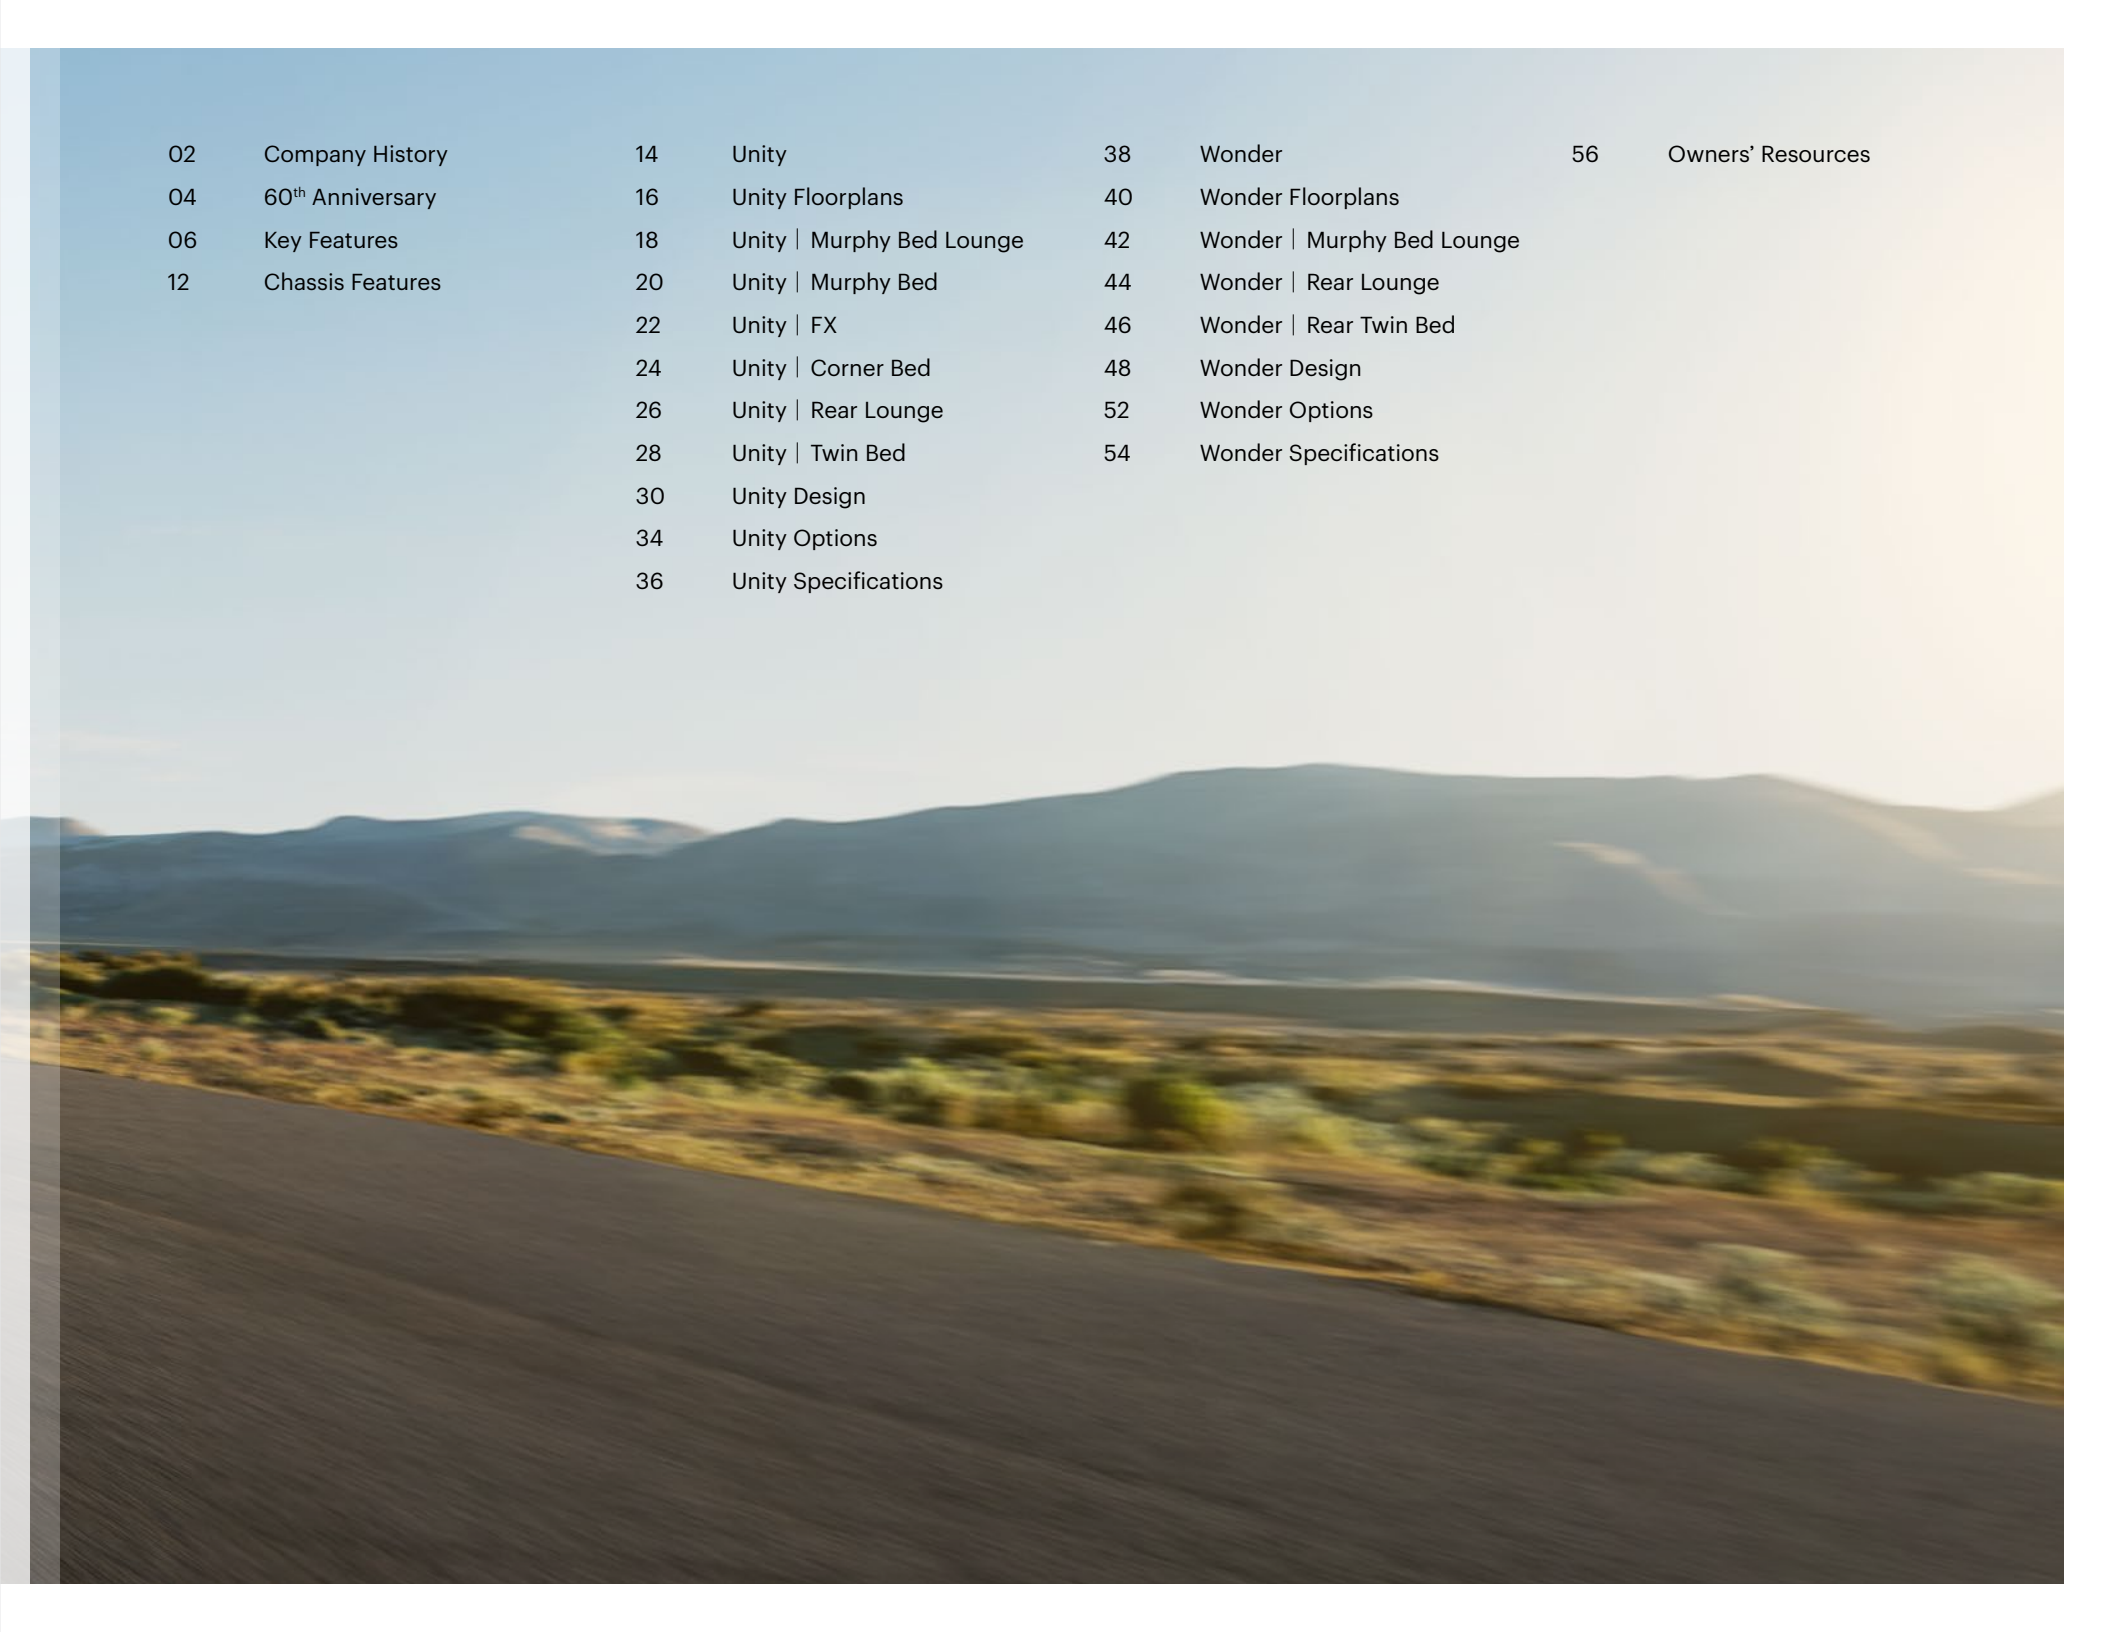 02 Company History
04 60th Anniversary
06 Key Features
12 Chassis Features
14 Unity
16 Unity Floorplans
18 Unity | Murphy Bed Lounge
20 Unity | Murphy Bed
22 Unity | FX
24 Unity | Corner Bed
26 Unity | Rear Lounge
28 Unity | Twin Bed
30 Unity Design
34 Unity Options
36 Unity Specifications
38 Wonder
40 Wonder Floorplans
42 Wonder | Murphy Bed Lounge
44 Wonder | Rear Lounge
46 Wonder | Rear Twin Bed
48 Wonder Design
52 Wonder Options
54 Wonder Specifications
56 Owners’ Resources